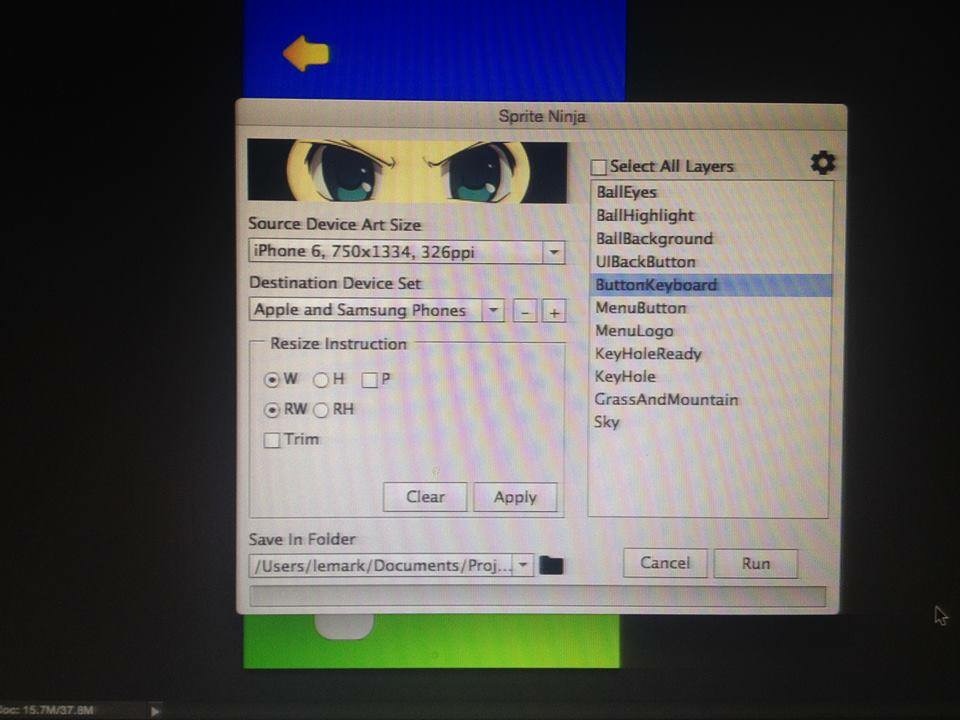 Sprite Ninja
Source Device Art Size
iPhone 6, 750x1334, 326ppi
Destination Device Set
Apple and Samsung Phones
-
+
Resize Instruction
W
H
P
RW
RH
Trim
Clear
Apply
Save In Folder
/Users/lemark/Documents/Proj...
Select All Layers
BallEyes
BallHighlight
BallBackground
UIBackButton
ButtonKeyboard
MenuButton
MenuLogo
KeyHoleReady
KeyHole
GrassAndMountain
Sky
Cancel
Run
Doc: 15.7M/37.8M